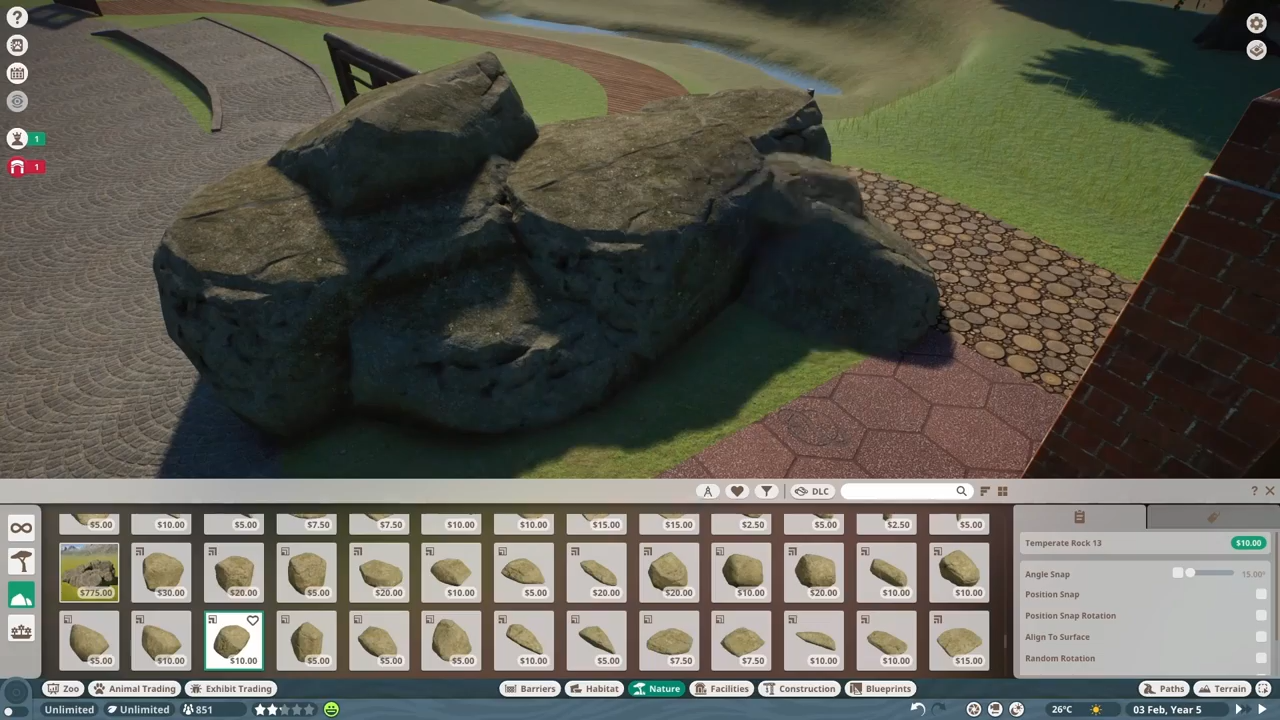 ?
1
1
DLC
? ×
$5.00 $10.00 $5.00 $7.50 $7.50 $10.00 $10.00 $15.00 $15.00 $2.50 $5.00 $2.50 $5.00
$775.00 $30.00 $20.00 $5.00 $20.00 $10.00 $5.00 $20.00 $20.00 $10.00 $20.00 $10.00 $10.00
$5.00 $10.00 $10.00 $5.00 $5.00 $5.00 $10.00 $5.00 $7.50 $7.50 $10.00 $10.00 $15.00
Temperate Rock 13 $10.00
Angle Snap 15.00°
Position Snap
Position Snap Rotation
Align To Surface
Random Rotation
Zoo Animal Trading Exhibit Trading Barriers Habitat Nature Facilities Construction Blueprints Paths Terrain
Unlimited Unlimited 851 26°C 03 Feb, Year 5